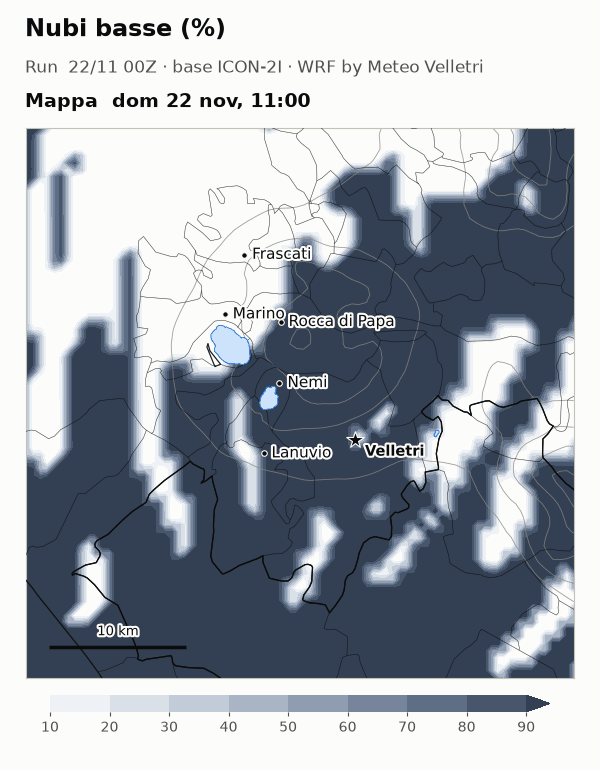 Nubi basse (%)
Run  22/11 00Z · base ICON-2I · WRF by Meteo Velletri
Mappa  dom 22 nov, 11:00
Frascati
Marino
Rocca di Papa
Nemi
Velletri
Lanuvio
10 km
10 20 30 40 50 60 70 80 90